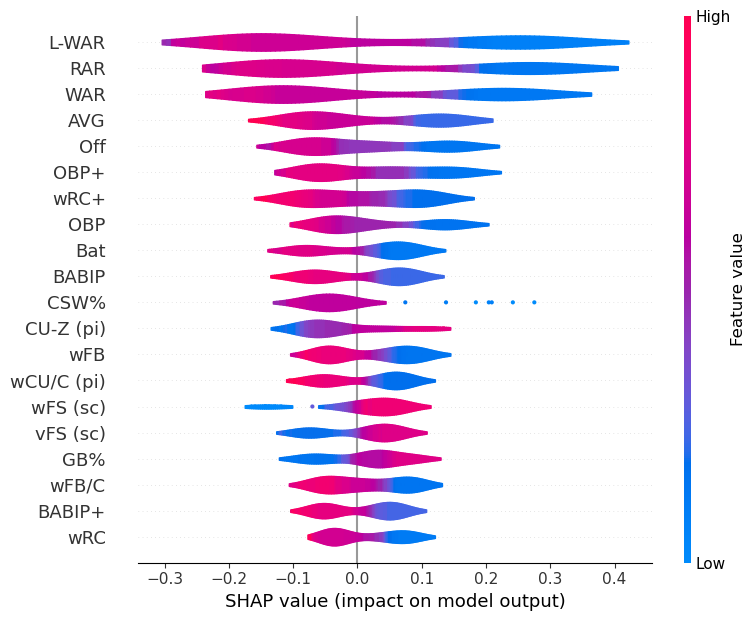 High
L-WAR
RAR
WAR
AVG
Off
OBP+
wRC+
OBP
Bat
BABIP
CSW%
CU-Z (pi)
wFB
wCU/C (pi)
wFS (sc)
vFS (sc)
GB%
wFB/C
BABIP+
wRC
Feature value
Low
−0.3 −0.2 −0.1 0.0 0.1 0.2 0.3 0.4
SHAP value (impact on model output)